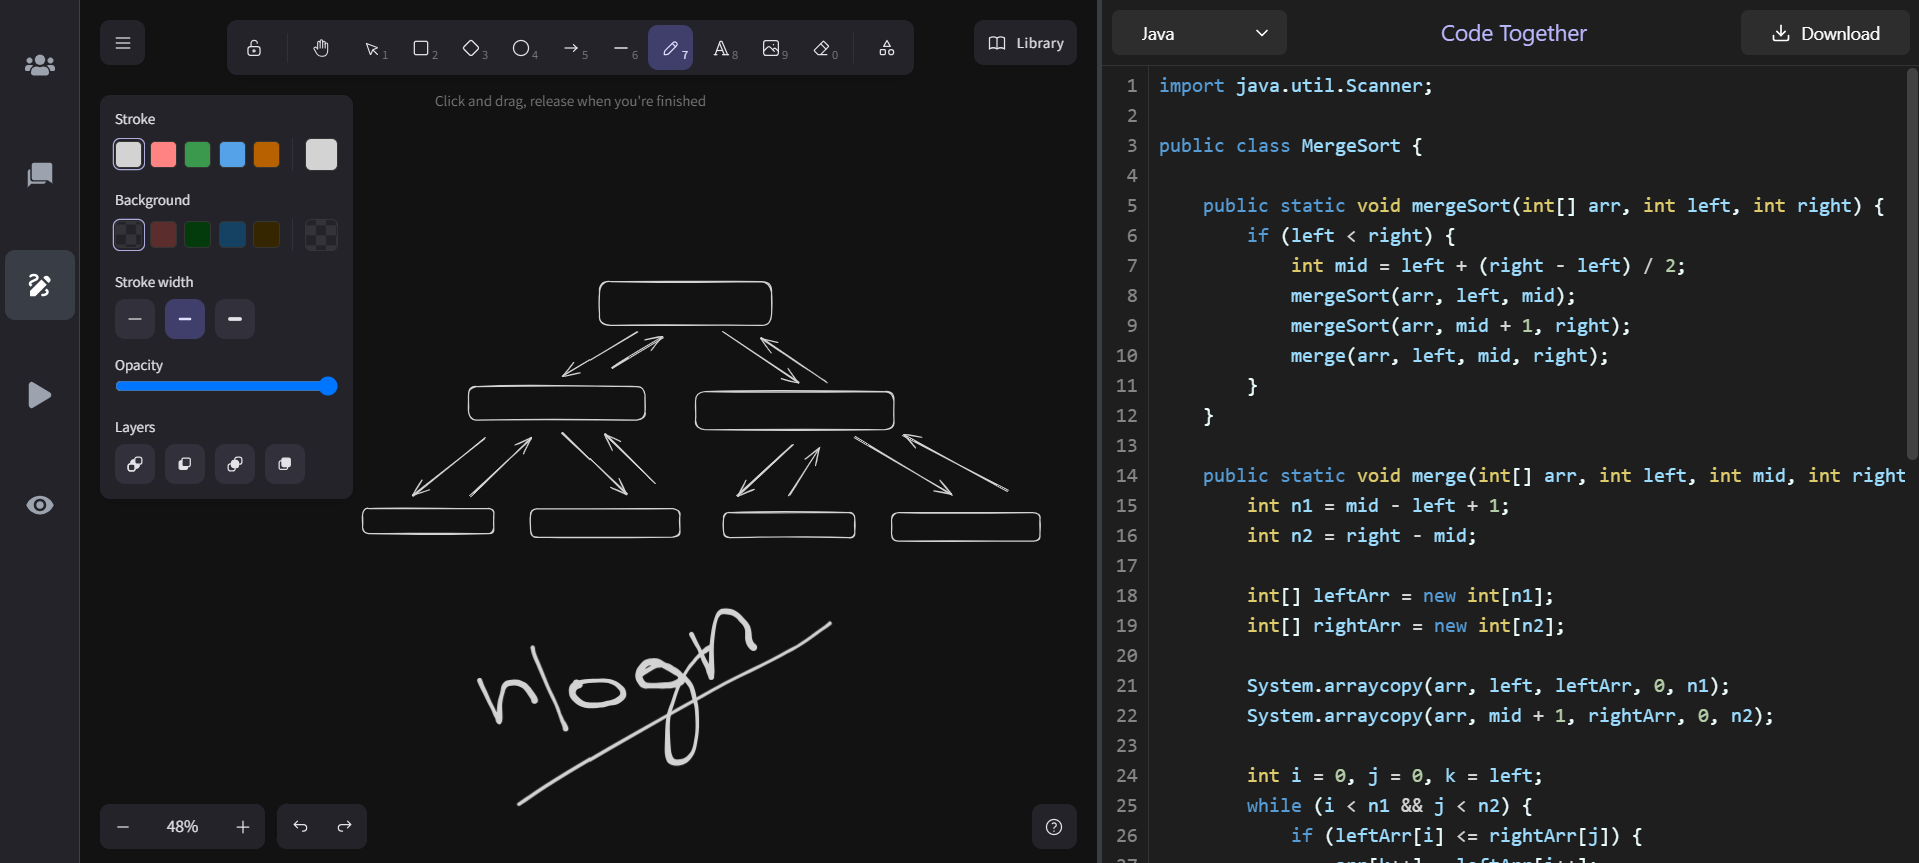 1
2
3
4
5
6
7
8
9
0
Library
Click and drag, release when you're finished
Stroke
Background
Stroke width
Opacity
Layers
nlogn
48%
Java
Code Together
Download
1 import java.util.Scanner;
2
3 public class MergeSort {
4
5     public static void mergeSort(int[] arr, int left, int right) {
6         if (left < right) {
7             int mid = left + (right - left) / 2;
8             mergeSort(arr, left, mid);
9             mergeSort(arr, mid + 1, right);
10             merge(arr, left, mid, right);
11         }
12     }
13
14     public static void merge(int[] arr, int left, int mid, int right
15         int n1 = mid - left + 1;
16         int n2 = right - mid;
17
18         int[] leftArr = new int[n1];
19         int[] rightArr = new int[n2];
20
21         System.arraycopy(arr, left, leftArr, 0, n1);
22         System.arraycopy(arr, mid + 1, rightArr, 0, n2);
23
24         int i = 0, j = 0, k = left;
25         while (i < n1 && j < n2) {
26             if (leftArr[i] <= rightArr[j]) {